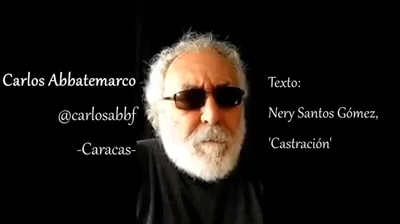 Carlos Abbatemarco
@carlosabbf
-Caracas-
Texto:
Nery Santos Gómez,
'Castración'